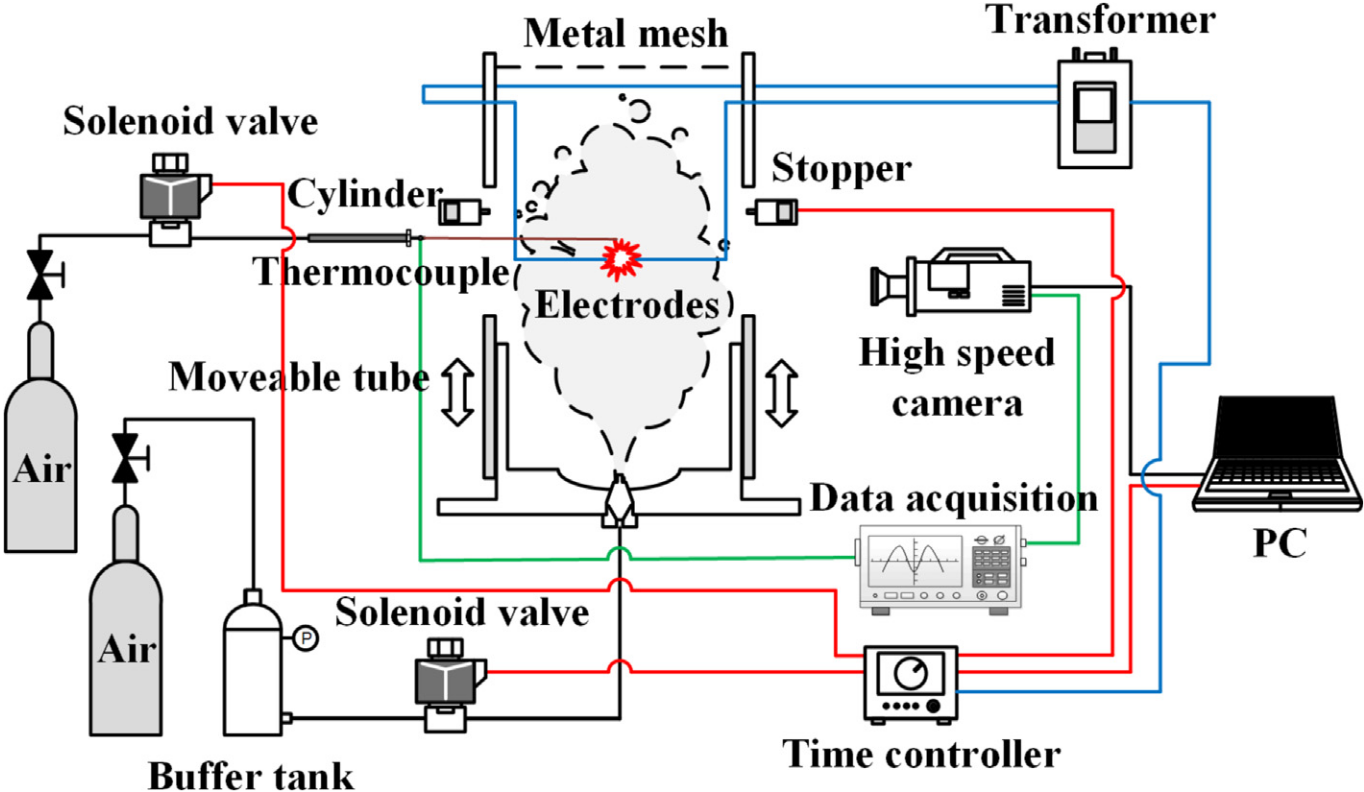 Metal mesh
Transformer
Solenoid valve
Cylinder
Stopper
Thermocouple
Electrodes
Moveable tube
High speed
camera
Air
Data acquisition
PC
Solenoid valve
P
Air
Time controller
Buffer tank